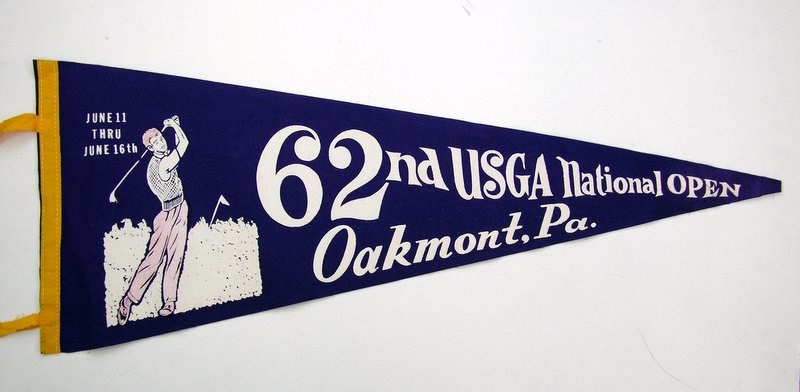 JUNE 11
THRU
JUNE 16th
62nd USGA National OPEN
Oakmont, Pa.